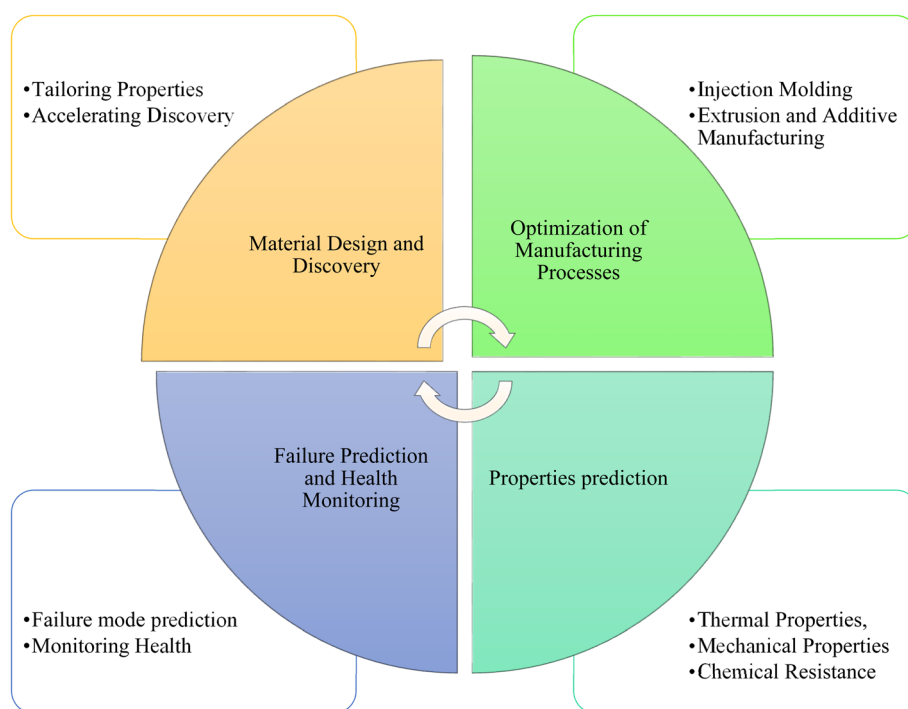 •Tailoring Properties
•Accelerating Discovery
•Injection Molding
•Extrusion and Additive
Manufacturing
Material Design and
Discovery
Optimization of
Manufacturing
Processes
Failure Prediction
and Health
Monitoring
Properties prediction
•Failure mode prediction
•Monitoring Health
•Thermal Properties,
•Mechanical Properties
•Chemical Resistance